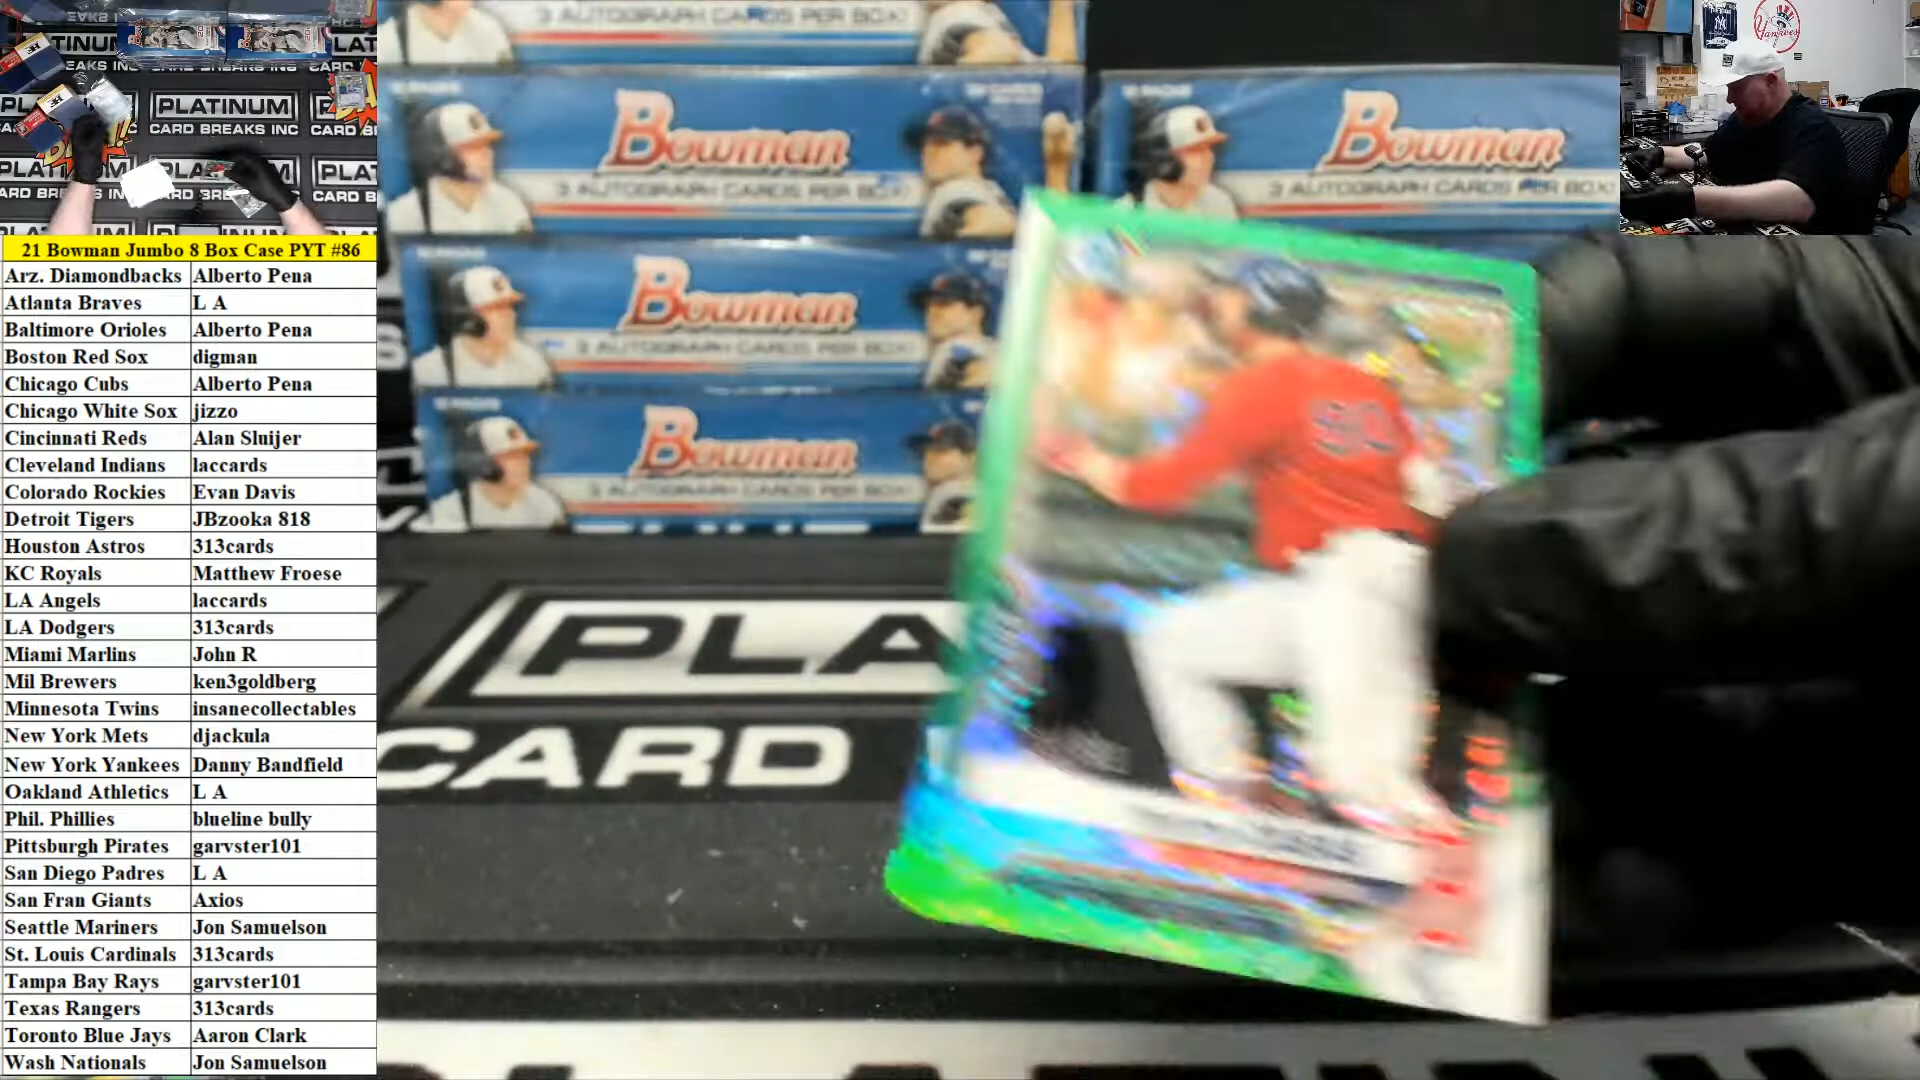 21 Bowman Jumbo 8 Box Case PYT #86
Arz. Diamondbacks Alberto Pena
Atlanta Braves L A
Baltimore Orioles Alberto Pena
Boston Red Sox digman
Chicago Cubs Alberto Pena
Chicago White Sox jizzo
Cincinnati Reds Alan Sluijer
Cleveland Indians laccards
Colorado Rockies Evan Davis
Detroit Tigers JBzooka 818
Houston Astros 313cards
KC Royals Matthew Froese
LA Angels laccards
LA Dodgers 313cards
Miami Marlins John R
Mil Brewers ken3goldberg
Minnesota Twins insanecollectables
New York Mets djackula
New York Yankees Danny Bandfield
Oakland Athletics L A
Phil. Phillies blueline bully
Pittsburgh Pirates garvster101
San Diego Padres L A
San Fran Giants Axios
Seattle Mariners Jon Samuelson
St. Louis Cardinals 313cards
Tampa Bay Rays garvster101
Texas Rangers 313cards
Toronto Blue Jays Aaron Clark
Wash Nationals Jon Samuelson
PLATINUM
CARD BREAKS INC
3 AUTOGRAPH CARDS PER BOX!
Bowman
3 AUTOGRAPH CARDS PER BOX!
Bowman
3 AUTOGRAPH CARDS PER BOX!
Bowman
3 AUTOGRAPH CARDS PER BOX!
Bowman
3 AUTOGRAPH CARDS PER BOX!
PLA
CARD
Yankees